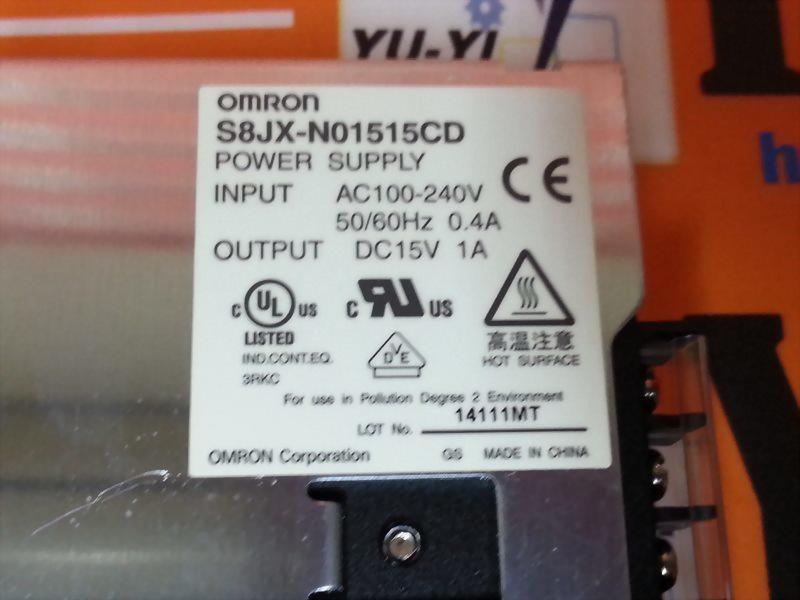 YU-YI
OMRON
S8JX-N01515CD
POWER SUPPLY
INPUT AC100-240V
50/60Hz 0.4A
OUTPUT DC15V 1A
CE
C UL US
LISTED
IND.CONT.EQ.
3RKC
C RU US
DVE
高温注意
HOT SURFACE
For use in Pollution Degree 2 Environment
LOT No. 14111MT
OMRON Corporation GS MADE IN CHINA